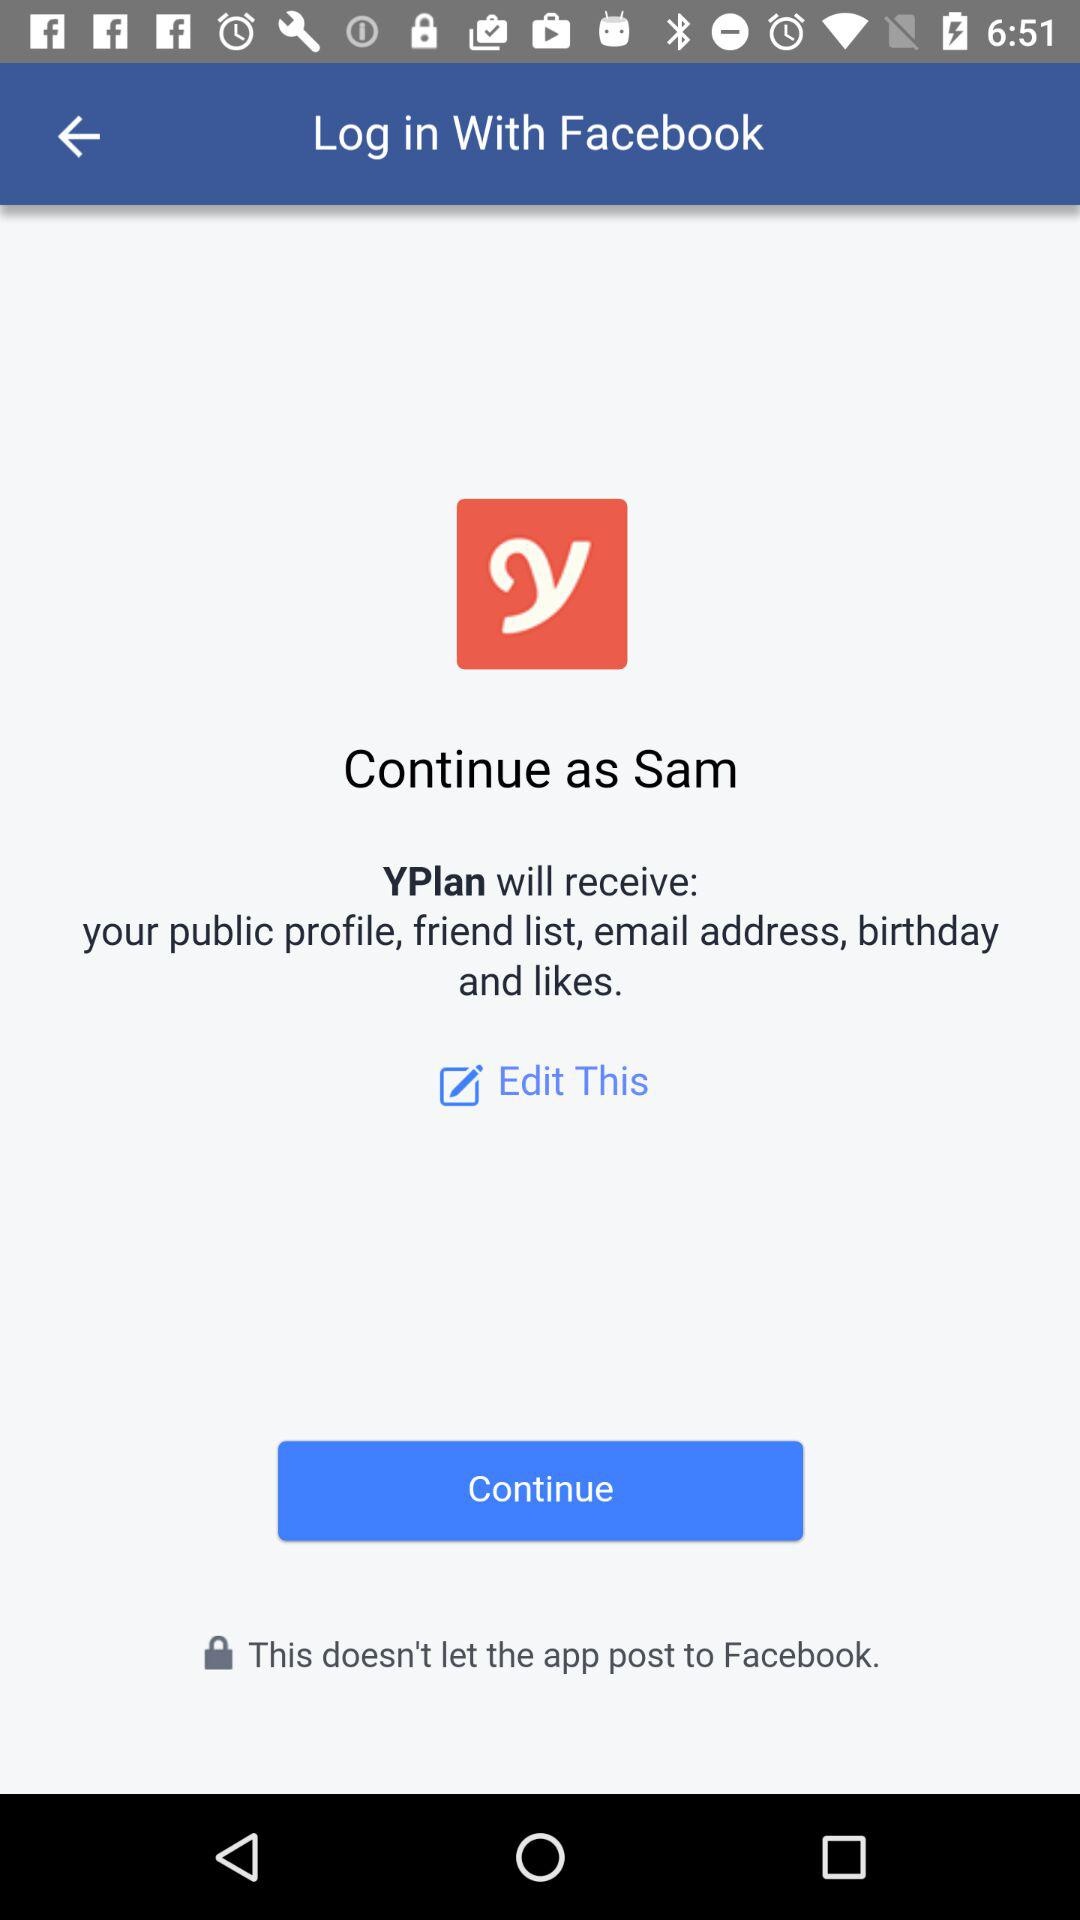 6:51
Log in With Facebook
y
Continue as Sam
YPlan will receive:
your public profile, friend list, email address, birthday
and likes.
Edit This
Continue
This doesn't let the app post to Facebook.